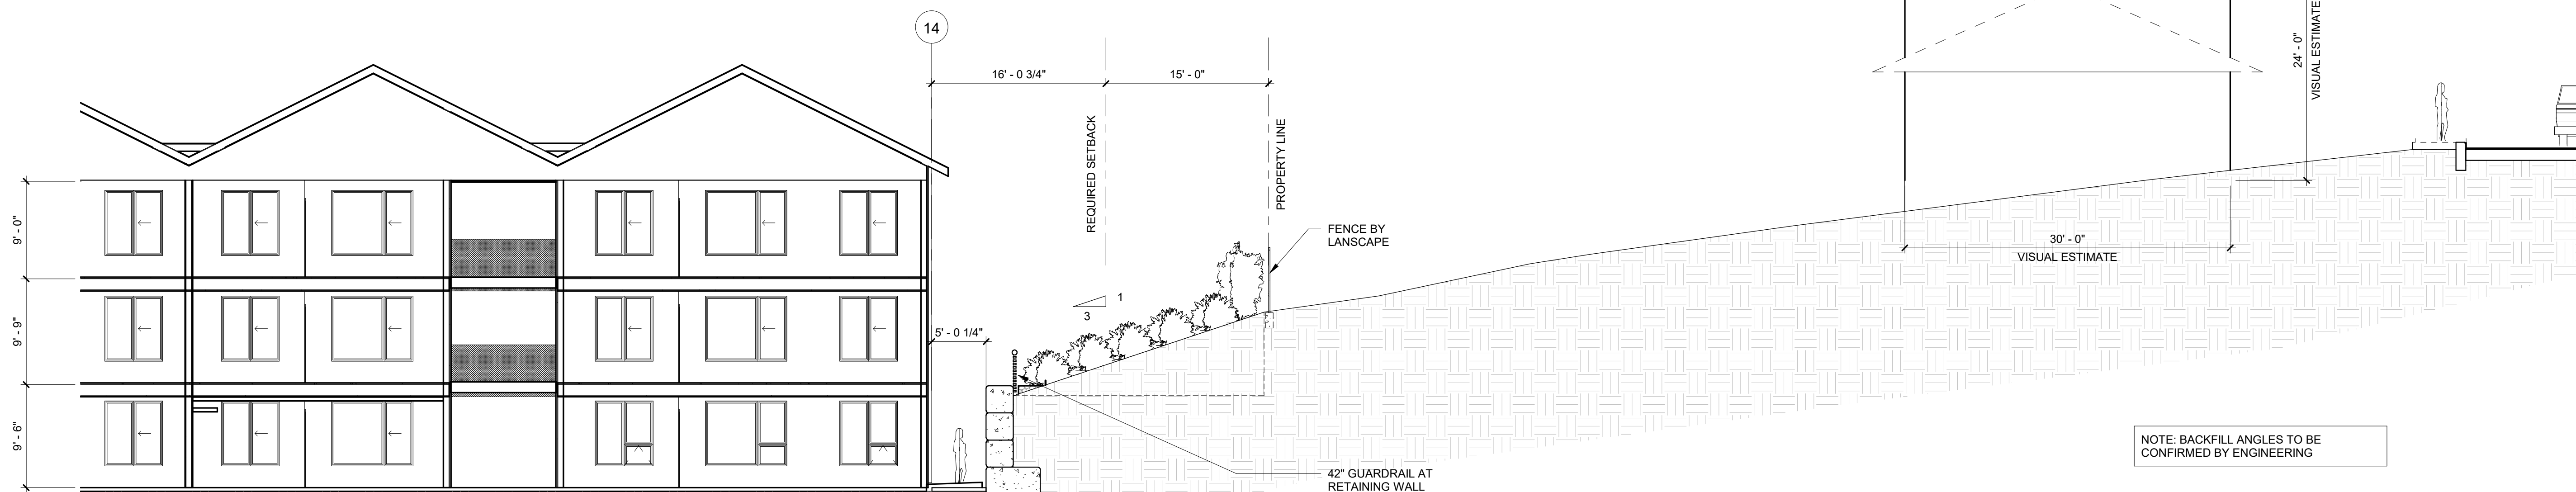 14
16' - 0 3/4"
15' - 0"
REQUIRED SETBACK
PROPERTY LINE
24' - 0"
VISUAL ESTIMATE
9' - 0"
9' - 9"
9' - 6"
FENCE BY
LANSCAPE
1
3
5' - 0 1/4"
30' - 0"
VISUAL ESTIMATE
42" GUARDRAIL AT
RETAINING WALL
NOTE: BACKFILL ANGLES TO BE
CONFIRMED BY ENGINEERING